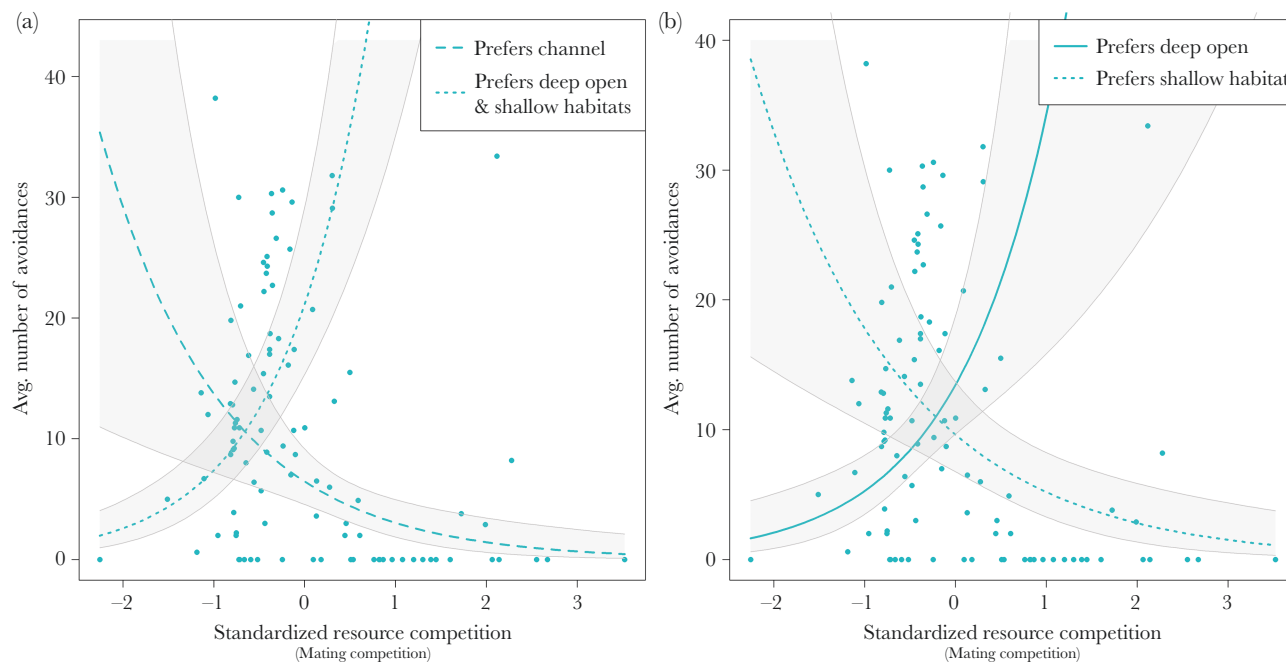 (a)
Prefers channel
Prefers deep open
& shallow habitats
Avg. number of avoidances
40
30
20
10
0
−2
−1
0
1
2
3
Standardized resource competition
(Mating competition)
(b)
Prefers deep open
Prefers shallow habitat
Avg. number of avoidances
40
30
20
10
0
−2
−1
0
1
2
3
Standardized resource competition
(Mating competition)